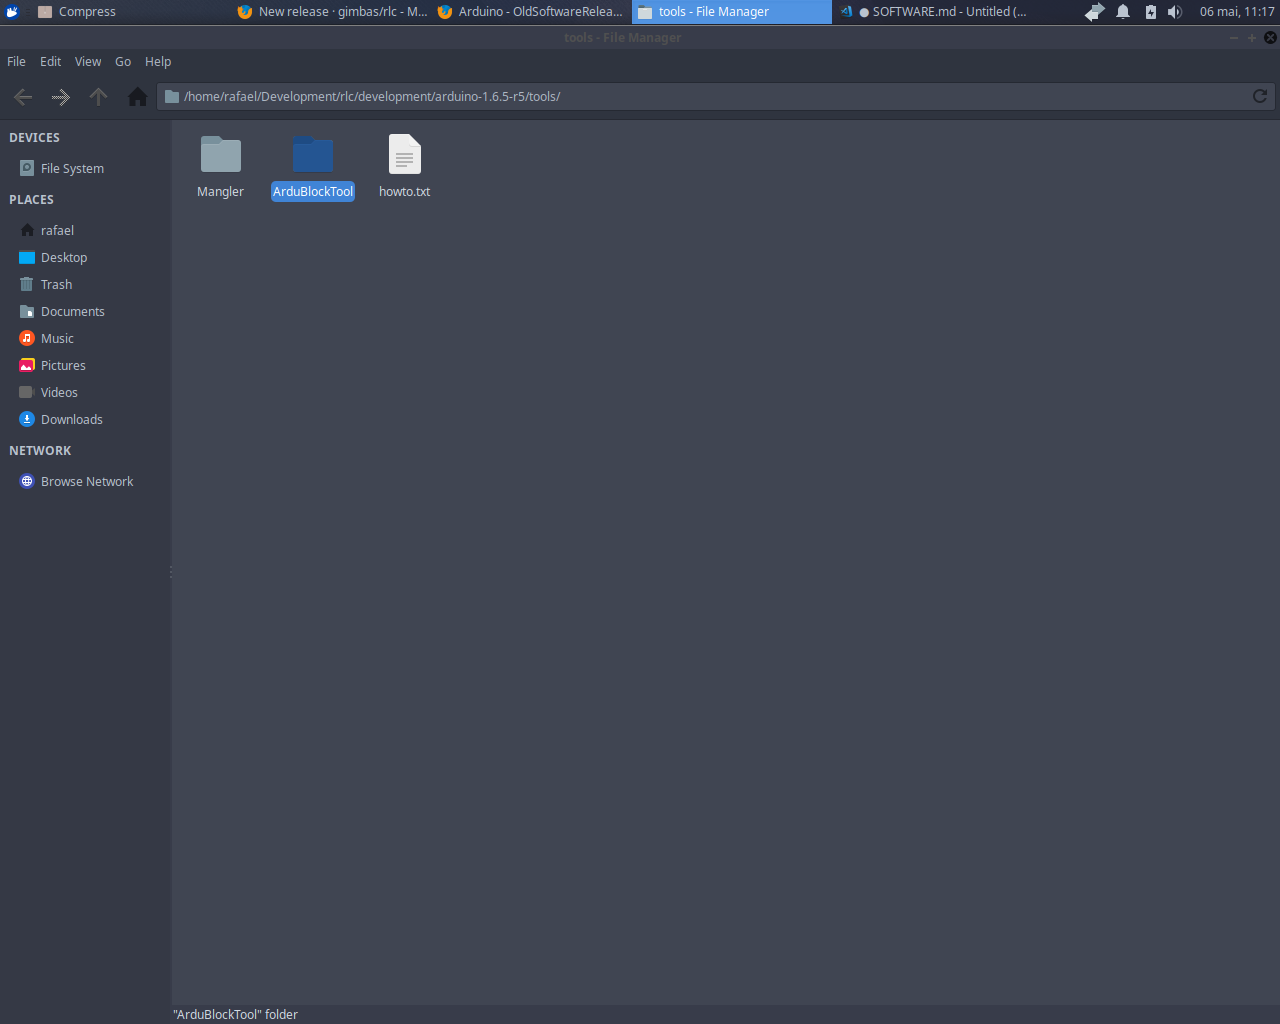 Compress
New release · gimbas/rlc - M...
Arduino - OldSoftwareRelea...
tools - File Manager
● SOFTWARE.md - Untitled (...
06 mai, 11:17
tools - File Manager
File Edit View Go Help
/home/rafael/Development/rlc/development/arduino-1.6.5-r5/tools/
DEVICES
File System
PLACES
rafael
Desktop
Trash
Documents
Music
Pictures
Videos
Downloads
NETWORK
Browse Network
Mangler
ArduBlockTool
howto.txt
"ArduBlockTool" folder